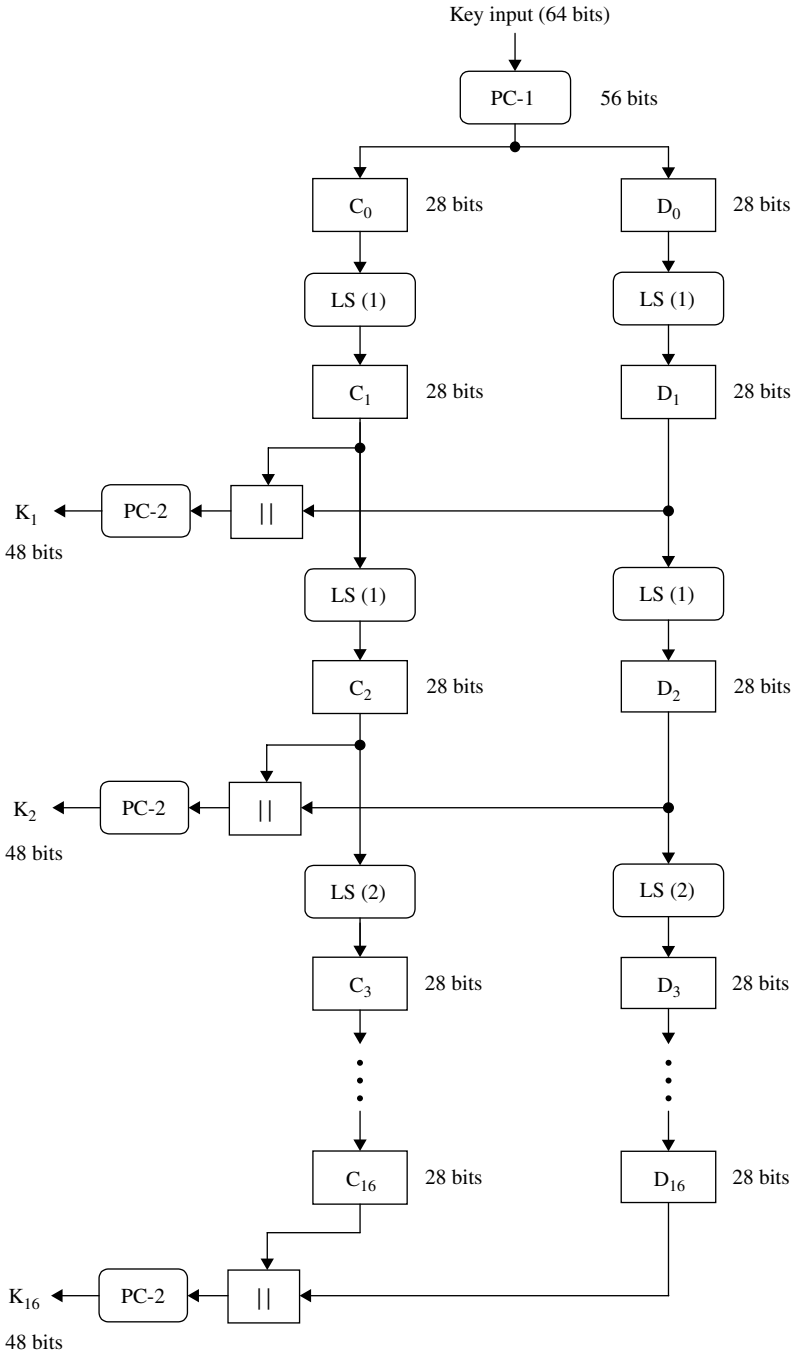 Key input (64 bits)
PC-1 56 bits
C₀ 28 bits D₀ 28 bits
LS (1) LS (1)
C₁ 28 bits D₁ 28 bits
K₁ PC-2 ||
48 bits
LS (1) LS (1)
C₂ 28 bits D₂ 28 bits
K₂ PC-2 ||
48 bits
LS (2) LS (2)
C₃ 28 bits D₃ 28 bits
C₁₆ 28 bits D₁₆ 28 bits
K₁₆ PC-2 ||
48 bits